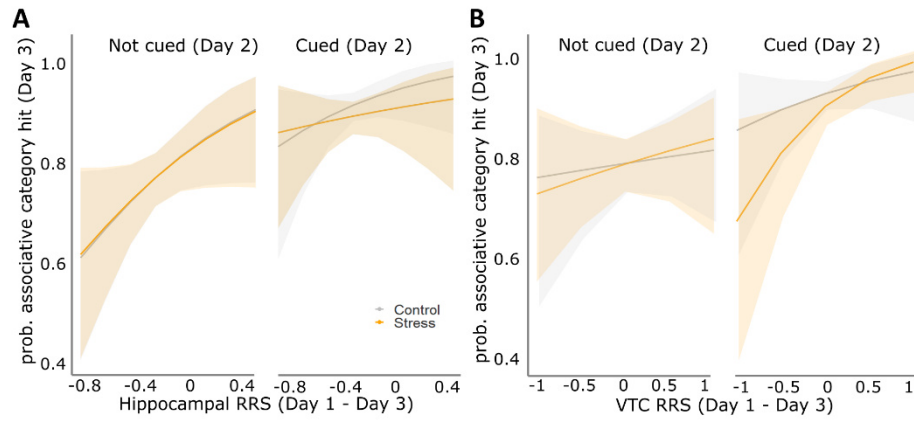 A
B
Not cued (Day 2) Cued (Day 2)
Not cued (Day 2) Cued (Day 2)
prob. associative category hit (Day 3)
1.0
0.8
0.6
0.4
Control
Stress
-0.8 -0.4 0 0.4 -0.8 -0.4 0 0.4
Hippocampal RRS (Day 1 - Day 3)
prob. associative category hit (Day 3)
1.0
0.8
0.6
0.4
-1 -0.5 0 0.5 1 -1 -0.5 0 0.5 1
VTC RRS (Day 1 - Day 3)